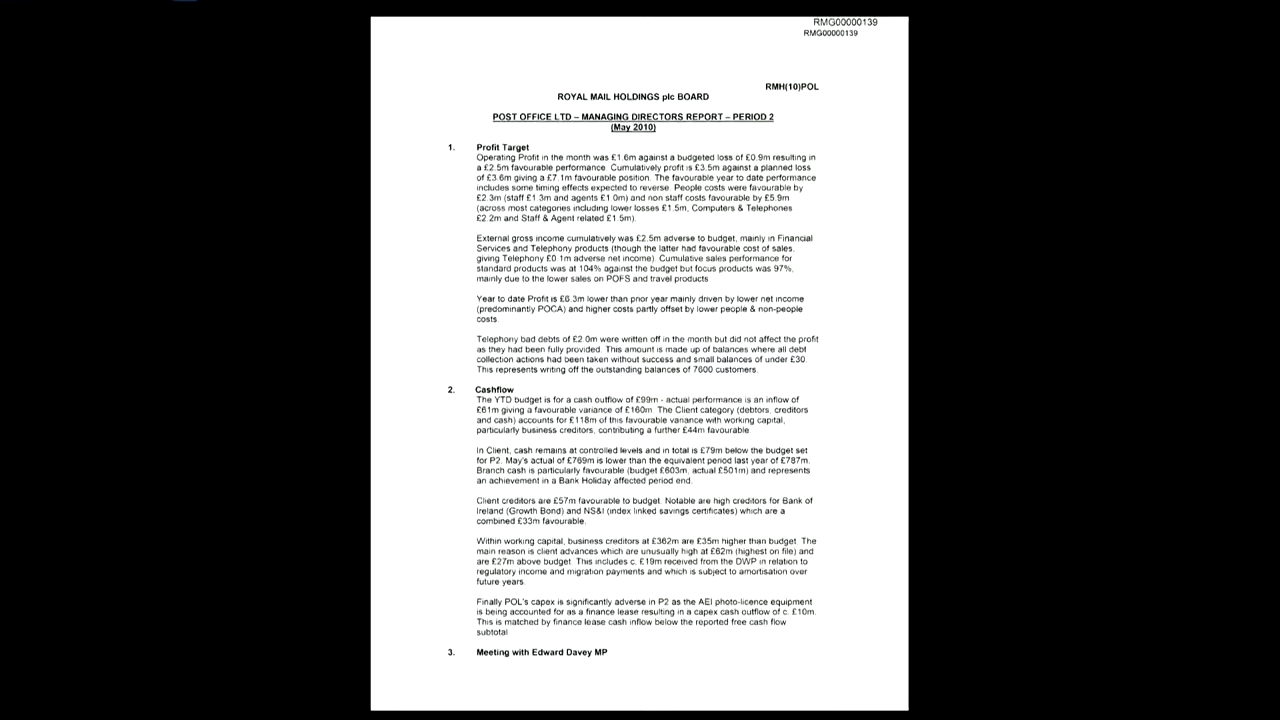 RMG00000139
RMG00000139
RMH(10)POL
ROYAL MAIL HOLDINGS plc BOARD
POST OFFICE LTD – MANAGING DIRECTORS REPORT – PERIOD 2
(May 2010)
1. Profit Target
Operating Profit in the month was £1.6m against a budgeted loss of £0.9m resulting in
a £2.5m favourable performance. Cumulatively profit is £3.5m against a planned loss
of £3.6m giving a £7.1m favourable position. The favourable year to date performance
includes some timing effects expected to reverse. People costs were favourable by
£2.3m (staff £1.3m and agents £1.0m) and non staff costs favourable by £5.9m
(across most categories including lower losses £1.5m, Computers & Telephones
£2.2m and Staff & Agent related £1.5m).
External gross income cumulatively was £2.5m adverse to budget, mainly in Financial
Services and Telephony products (though the latter had favourable cost of sales,
giving Telephony £0.1m adverse net income). Cumulative sales performance for
standard products was at 104% against the budget but focus products was 97%,
mainly due to the lower sales on POFS and travel products
Year to date Profit is £6.3m lower than prior year mainly driven by lower net income
(predominantly POCA) and higher costs partly offset by lower people & non-people
costs.
Telephony bad debts of £2.0m were written off in the month but did not affect the profit
as they had been fully provided. This amount is made up of balances where all debt
collection actions had been taken without success and small balances of under £30.
This represents writing off the outstanding balances of 7600 customers.
2. Cashflow
The YTD budget is for a cash outflow of £99m - actual performance is an inflow of
£61m giving a favourable variance of £160m. The Client category (debtors, creditors
and cash) accounts for £118m of this favourable variance with working capital,
particularly business creditors, contributing a further £44m favourable.
In Client, cash remains at controlled levels and in total is £79m below the budget set
for P2. May's actual of £769m is lower than the equivalent period last year of £787m.
Branch cash is particularly favourable (budget £603m, actual £501m) and represents
an achievement in a Bank Holiday affected period end.
Client creditors are £57m favourable to budget. Notable are high creditors for Bank of
Ireland (Growth Bond) and NS&I (index linked savings certificates) which are a
combined £33m favourable.
Within working capital, business creditors at £362m are £35m higher than budget. The
main reason is client advances which are unusually high at £62m (highest on file) and
are £27m above budget. This includes c. £19m received from the DWP in relation to
regulatory income and migration payments and which is subject to amortisation over
future years.
Finally POL's capex is significantly adverse in P2 as the AEI photo-licence equipment
is being accounted for as a finance lease resulting in a capex cash outflow of c. £10m.
This is matched by finance lease cash inflow below the reported free cash flow
subtotal
3. Meeting with Edward Davey MP